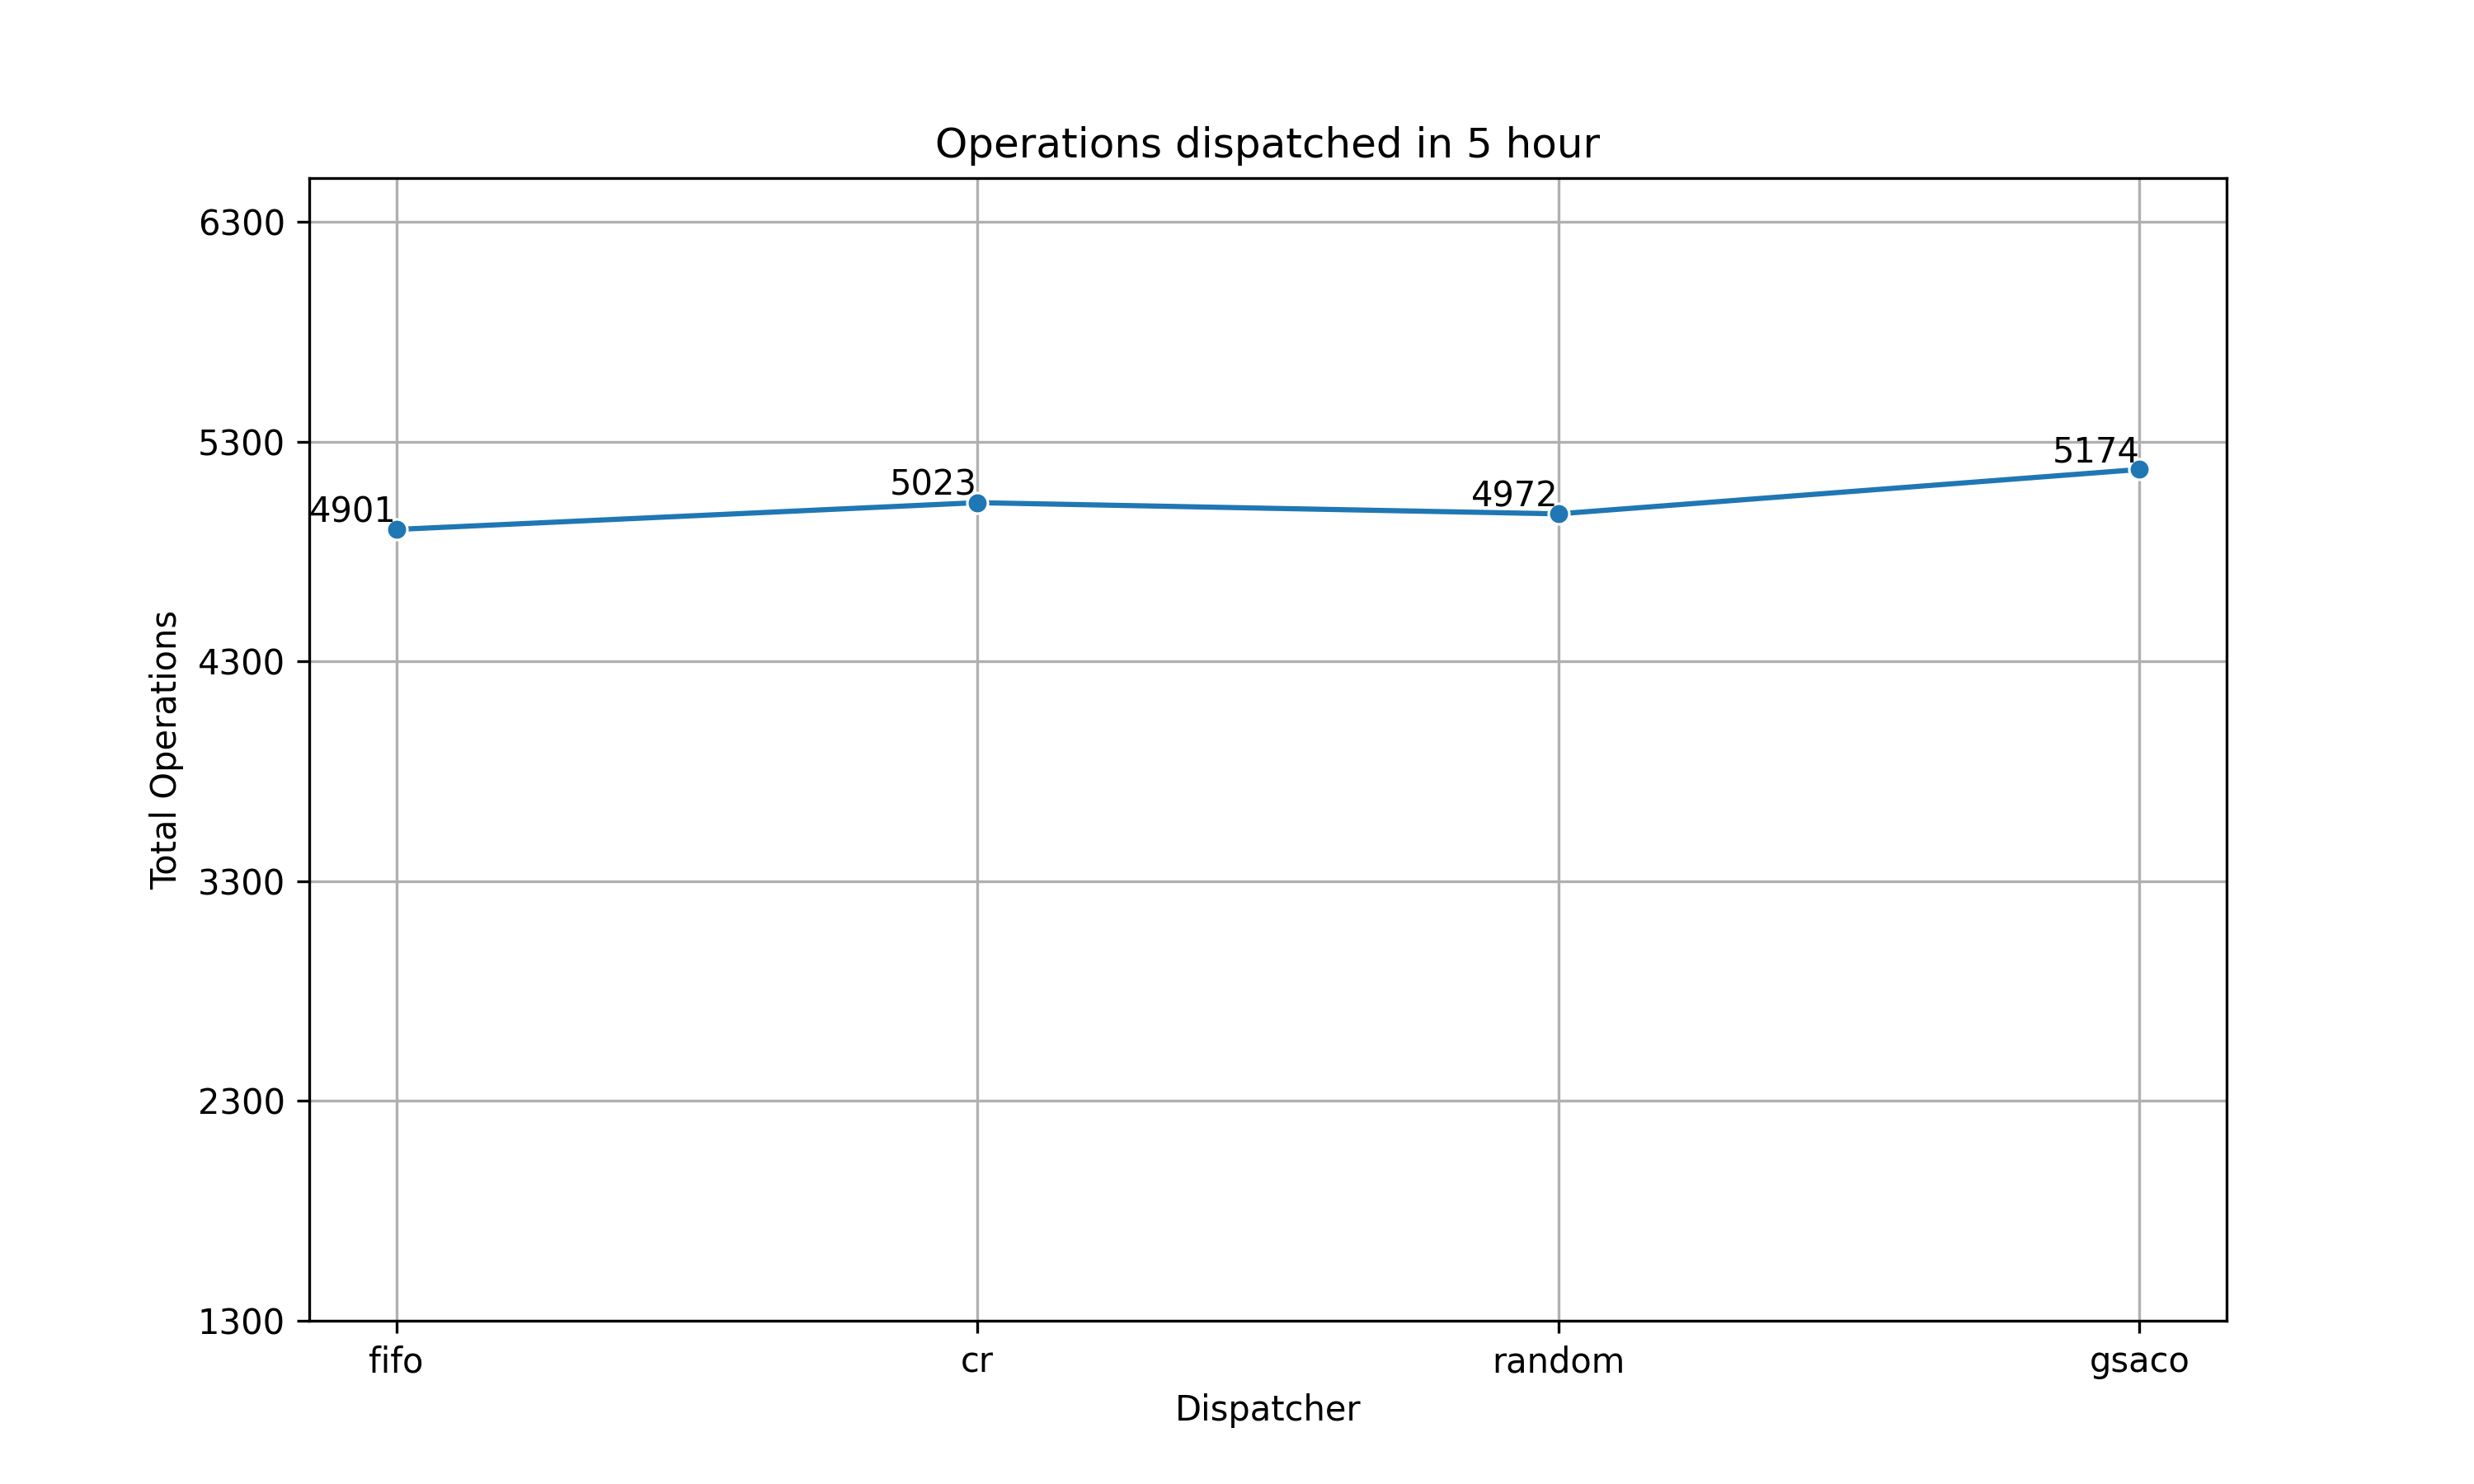 Operations dispatched in 5 hour
6300
5300
4300
3300
2300
1300
Total Operations
4901
5023
4972
5174
fifo
cr
random
gsaco
Dispatcher